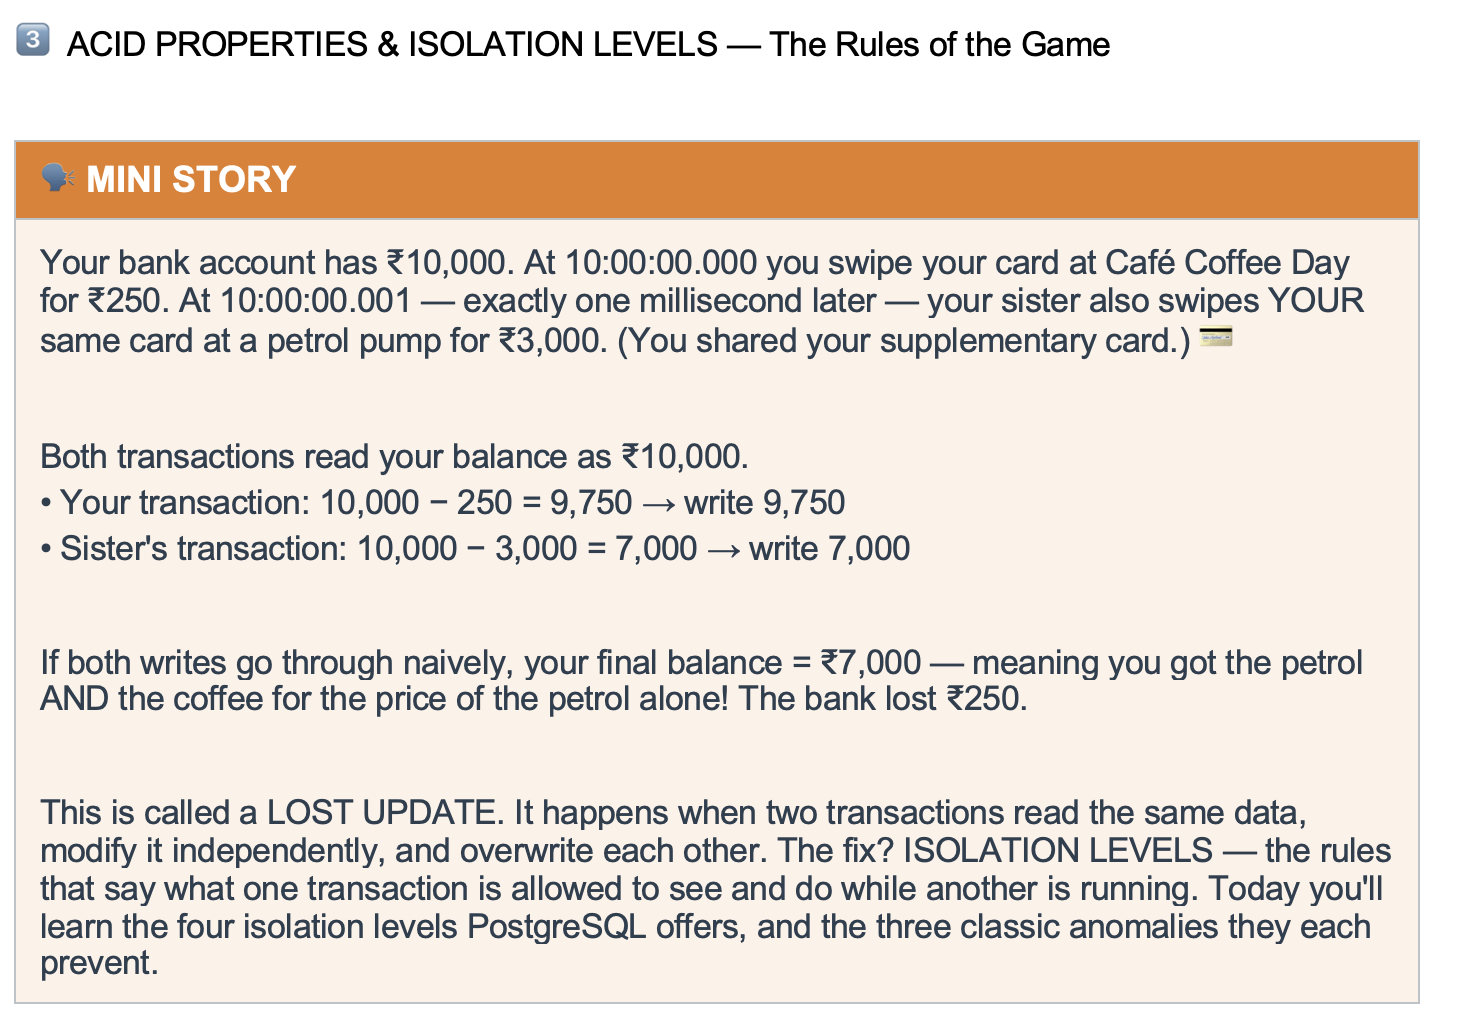 3 ACID PROPERTIES & ISOLATION LEVELS — The Rules of the Game
MINI STORY
Your bank account has ₹10,000. At 10:00:00.000 you swipe your card at Café Coffee Day
for ₹250. At 10:00:00.001 — exactly one millisecond later — your sister also swipes YOUR
same card at a petrol pump for ₹3,000. (You shared your supplementary card.)
Both transactions read your balance as ₹10,000.
• Your transaction: 10,000 − 250 = 9,750 → write 9,750
• Sister's transaction: 10,000 − 3,000 = 7,000 → write 7,000
If both writes go through naively, your final balance = ₹7,000 — meaning you got the petrol
AND the coffee for the price of the petrol alone! The bank lost ₹250.
This is called a LOST UPDATE. It happens when two transactions read the same data,
modify it independently, and overwrite each other. The fix? ISOLATION LEVELS — the rules
that say what one transaction is allowed to see and do while another is running. Today you'll
learn the four isolation levels PostgreSQL offers, and the three classic anomalies they each
prevent.